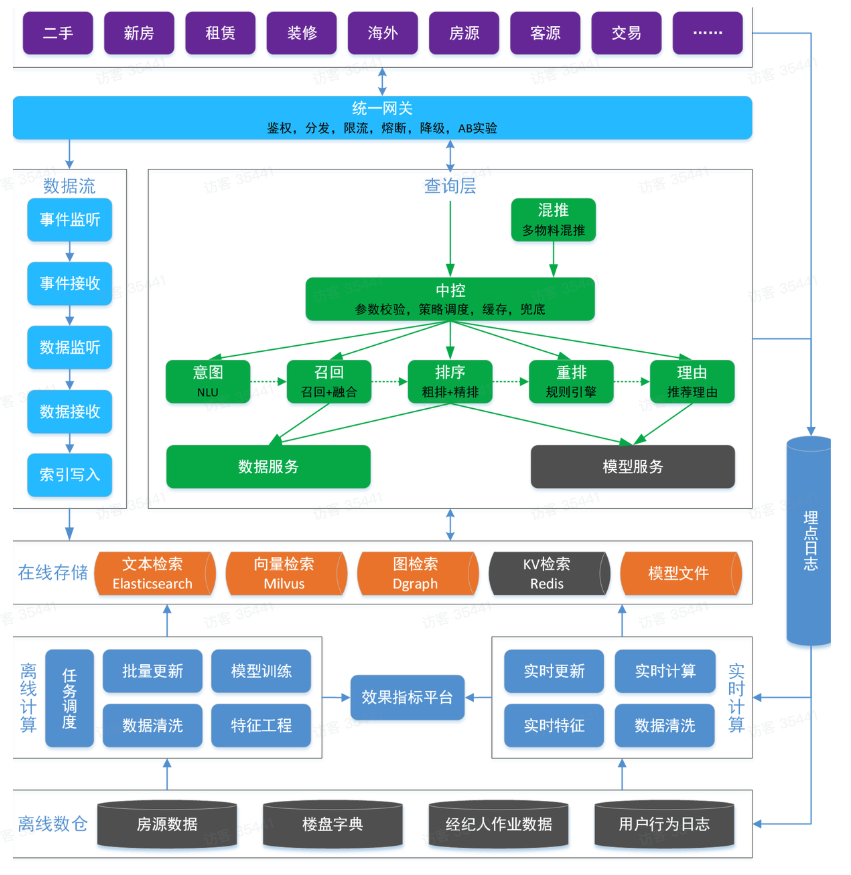 二手
新房
租赁
装修
海外
房源
客源
交易
······
统一网关
鉴权，分发，限流，熔断，降级，AB实验
数据流
事件监听
事件接收
数据监听
数据接收
索引写入
查询层
混推
多物料混推
中控
参数校验，策略调度，缓存，兜底
意图
NLU
召回
召回+融合
排序
粗排+精排
重排
规则引擎
理由
推荐理由
数据服务
模型服务
埋点日志
在线存储
文本检索
Elasticsearch
向量检索
Milvus
图检索
Dgraph
KV检索
Redis
模型文件
离线计算
任务调度
批量更新
模型训练
数据清洗
特征工程
效果指标平台
实时更新
实时计算
实时特征
数据清洗
实时计算
离线数仓
房源数据
楼盘字典
经纪人作业数据
用户行为日志
访客 35441